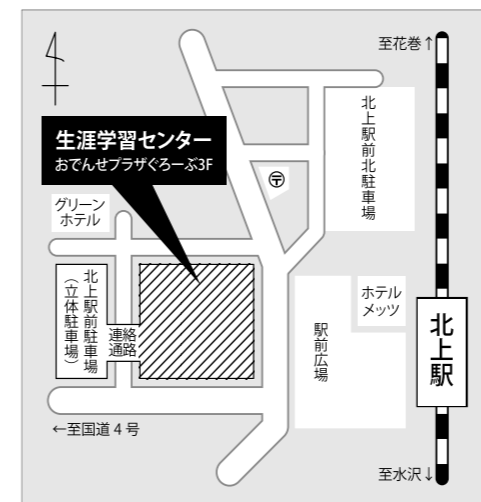 至花巻↑
生涯学習センター
おでんせプラザぐろーぶ3F
北上駅前北駐車場
〒
グリーン
ホテル
北上駅前駐車場
（立体駐車場）
連絡
通路
駅前広場
ホテル
メッツ
北上駅
←至国道4号
至水沢↓